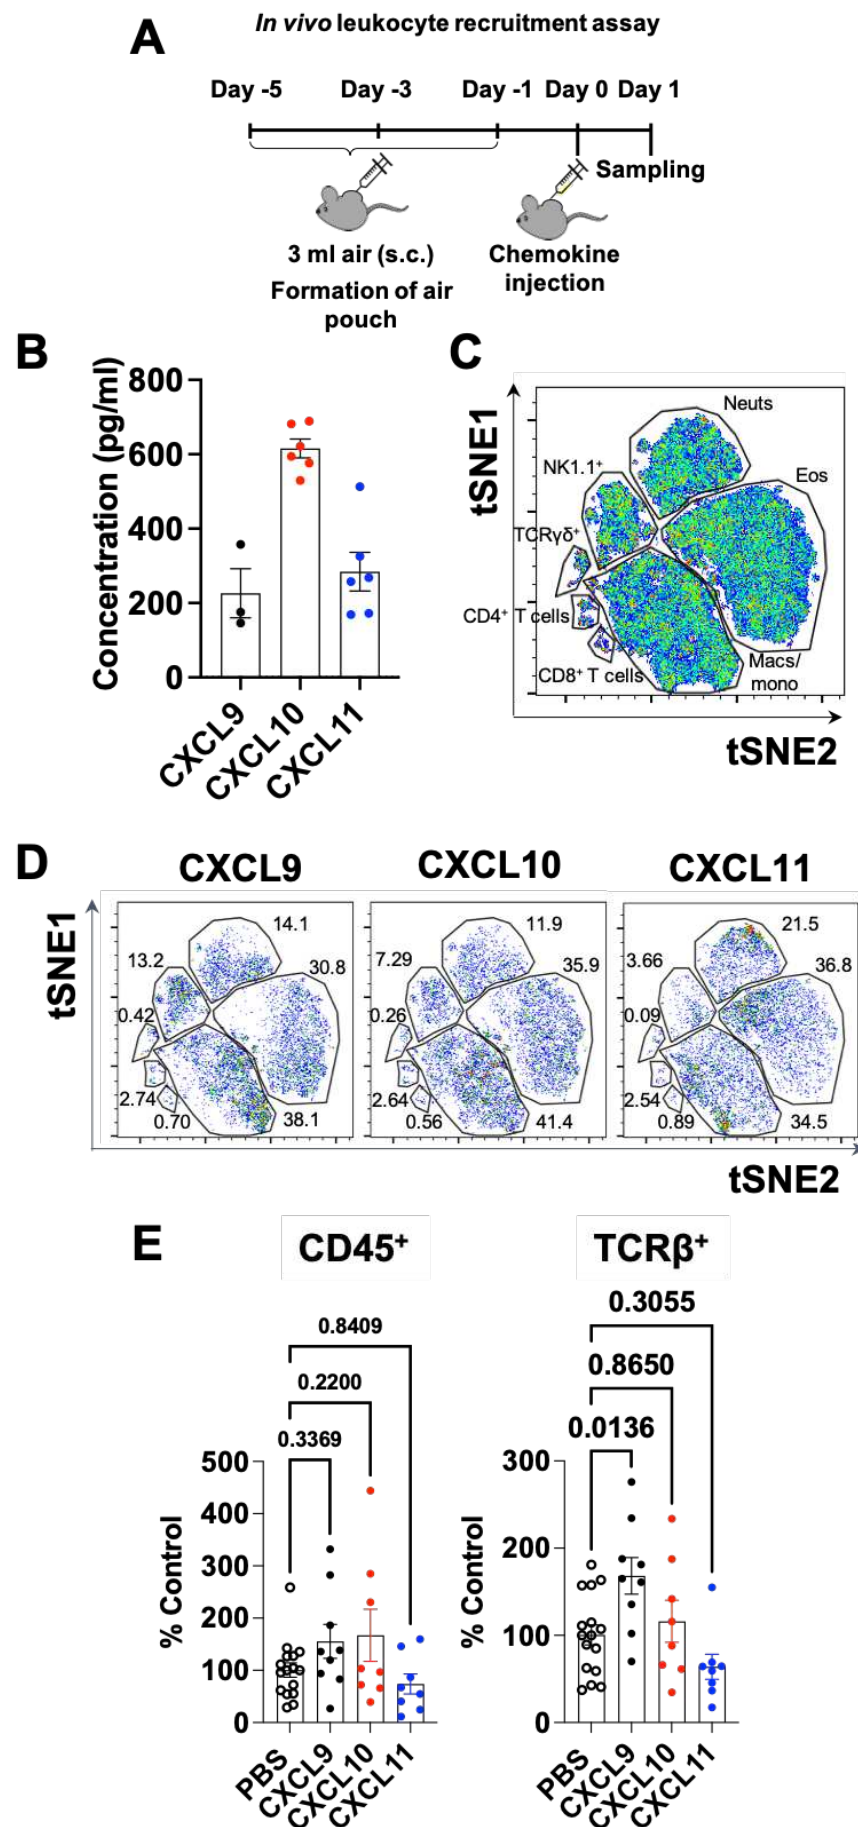 A
In vivo leukocyte recruitment assay
Day -5 Day -3 Day -1 Day 0 Day 1
Sampling
3 ml air (s.c.)
Formation of air
pouch
Chemokine
injection
B
Concentration (pg/ml)
800
600
400
200
0
CXCL9
CXCL10
CXCL11
C
tSNE1
Neuts
NK1.1⁺
Eos
TCRγδ⁺
CD4⁺ T cells
CD8⁺ T cells
Macs/
mono
tSNE2
D
CXCL9
CXCL10
CXCL11
tSNE1
14.1
13.2
30.8
0.42
2.74
0.70
38.1
11.9
7.29
35.9
0.26
2.64
0.56
41.4
21.5
3.66
36.8
0.09
2.54
0.89
34.5
tSNE2
E
CD45⁺
0.8409
0.2200
0.3369
% Control
500
400
300
200
100
0
PBS
CXCL9
CXCL10
CXCL11
TCRβ⁺
0.3055
0.8650
0.0136
% Control
300
200
100
0
PBS
CXCL9
CXCL10
CXCL11